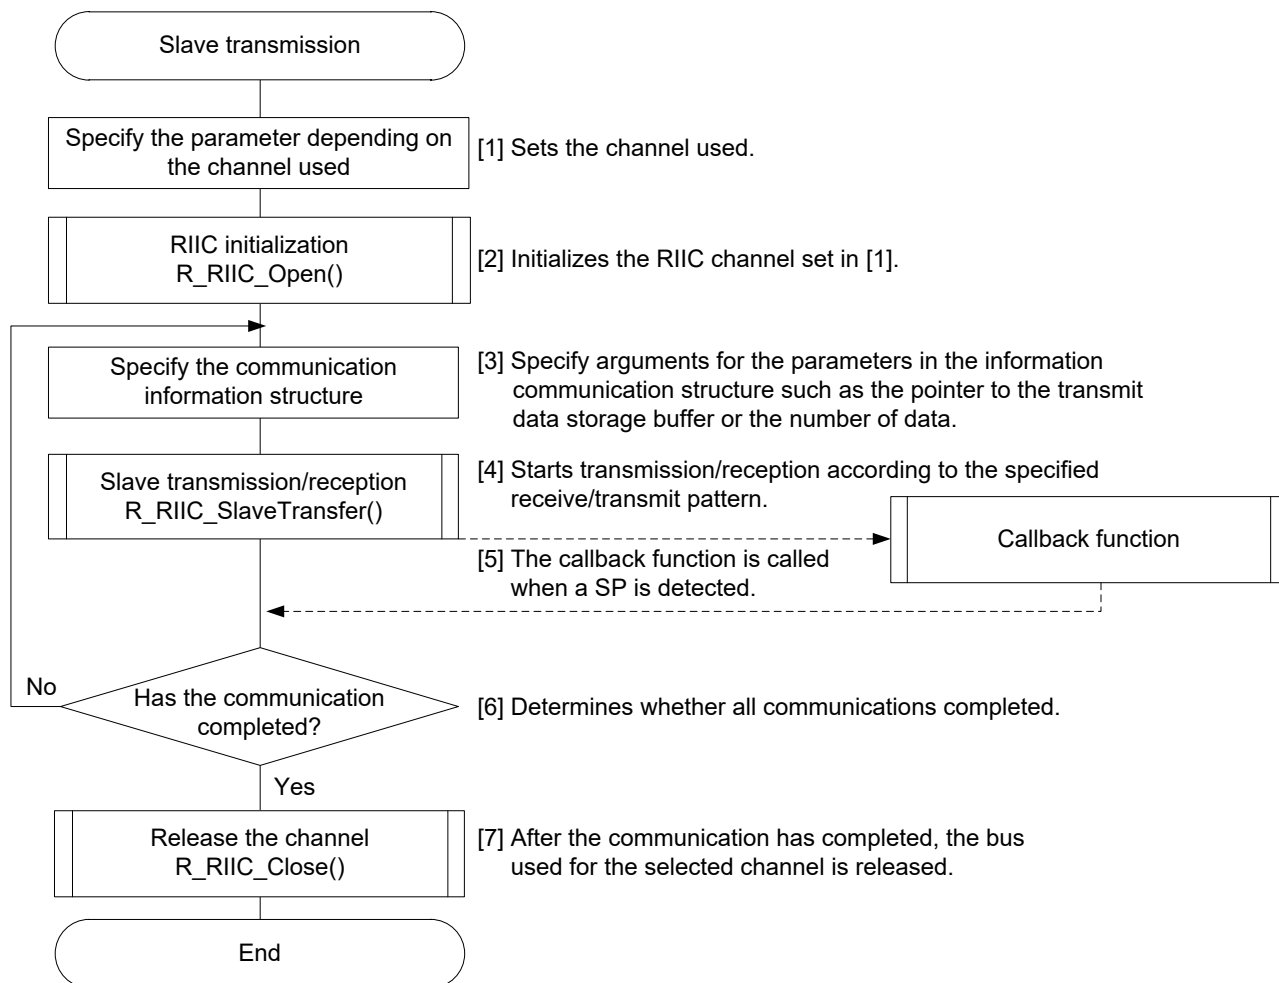 Slave transmission
Specify the parameter depending on
the channel used
[1] Sets the channel used.
RIIC initialization
R_RIIC_Open()
[2] Initializes the RIIC channel set in [1].
Specify the communication
information structure
[3] Specify arguments for the parameters in the information
communication structure such as the pointer to the transmit
data storage buffer or the number of data.
Slave transmission/reception
R_RIIC_SlaveTransfer()
[4] Starts transmission/reception according to the specified
receive/transmit pattern.
Callback function
[5] The callback function is called
when a SP is detected.
No
Has the communication
completed?
[6] Determines whether all communications completed.
Yes
Release the channel
R_RIIC_Close()
[7] After the communication has completed, the bus
used for the selected channel is released.
End